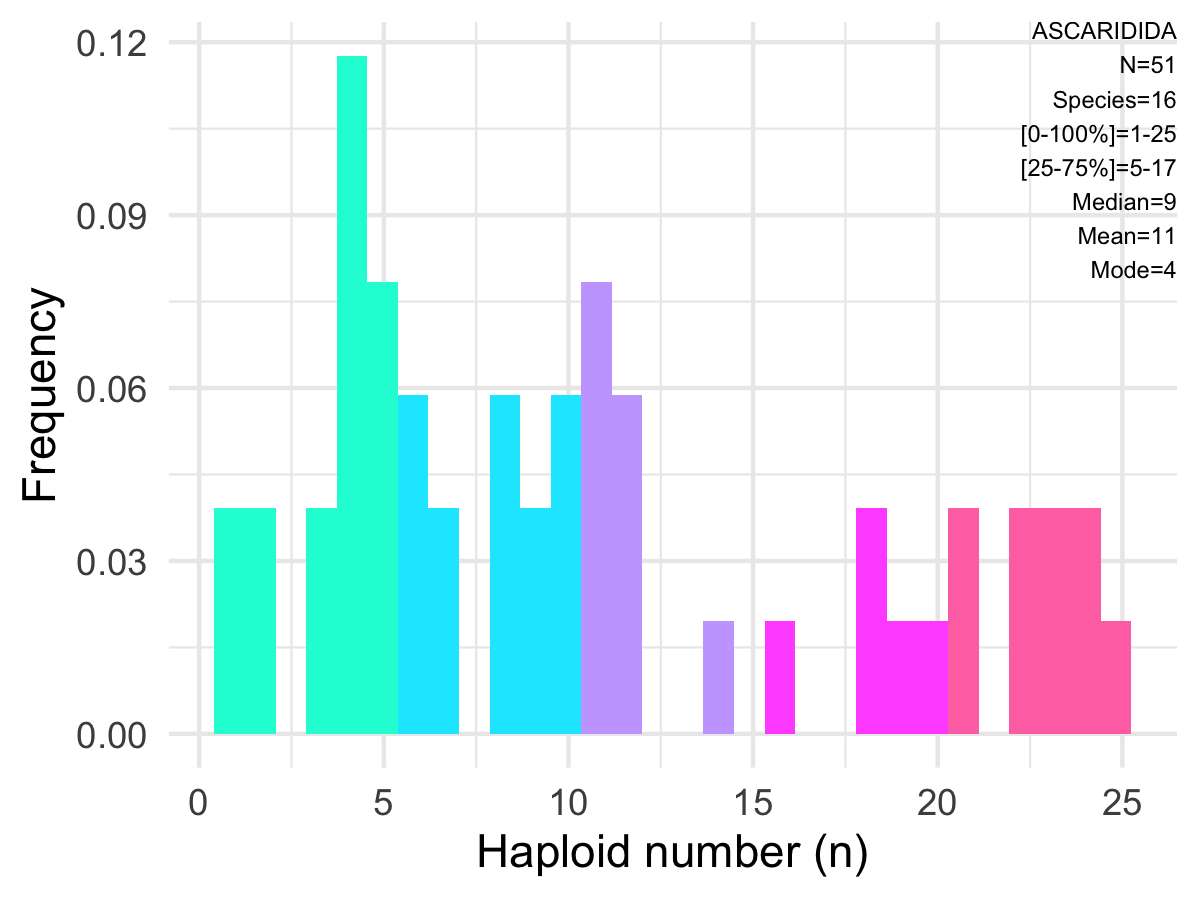 ASCARIDIDA
N=51
Species=16
[0-100%]=1-25
[25-75%]=5-17
Median=9
Mean=11
Mode=4
0.12
0.09
0.06
0.03
0.00
Frequency
0 5 10 15 20 25
Haploid number (n)